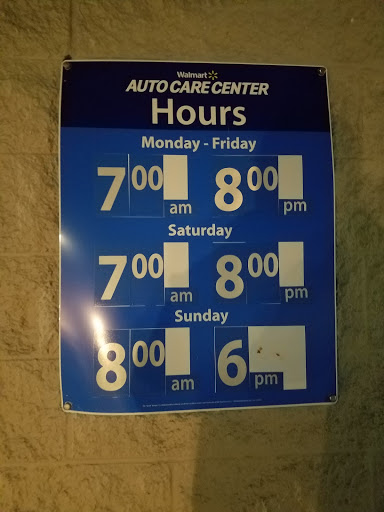 Walmart
AUTO CARE CENTER
Hours
Monday - Friday
7 00 am 8 00 pm
Saturday
7 00 am 8 00 pm
Sunday
8 00 am 6 pm